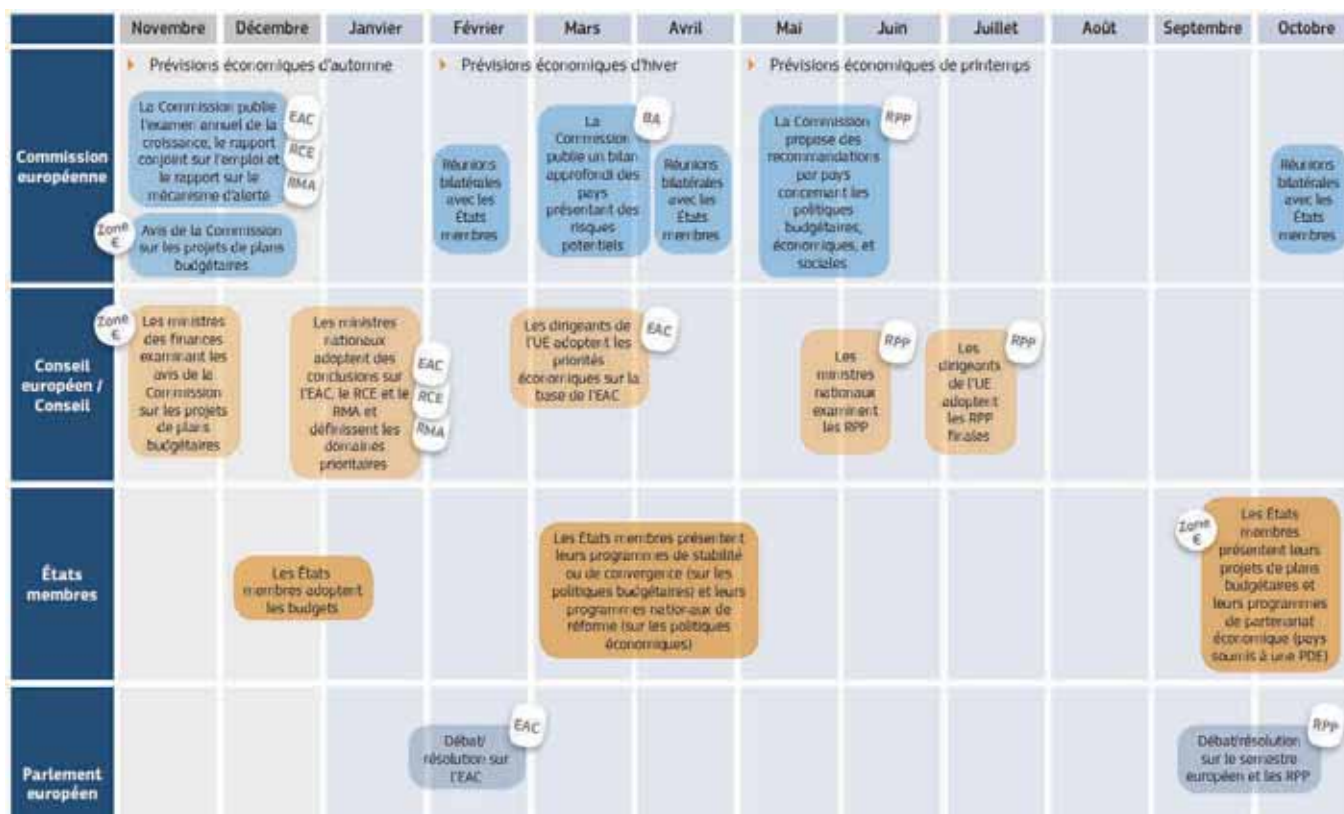 Novembre Décembre Janvier Février Mars Avril Mai Juin Juillet Août Septembre Octobre
Commission
européenne
Prévisions économiques d'automne
Prévisions économiques d'hiver
Prévisions économiques de printemps
La Commission publie
l'examen annuel de la
croissance, le rapport
conjoint sur l'emploi et
le rapport sur le
mécanisme d'alerte
EAC
RCE
RMA
Zone
€
Avis de la Commission
sur les projets de plans
budgétaires
Réunions
bilatérales
avec les
États
membres
La
Commission
publie un bilan
approfondi des
pays
présentant des
risques
potentiels
BA
Réunions
bilatérales
avec les
États
membres
La Commission
propose des
recommandations
par pays
concernant les
politiques
budgétaires,
économiques, et
sociales
RPP
Réunions
bilatérales
avec les
États
membres
Conseil
européen /
Conseil
Zone
€
Les ministres
des finances
examinant les
avis de la
Commission
sur les projets
de plans
budgétaires
Les ministres
nationaux
adoptent des
conclusions sur
l'EAC, le RCE et le
RMA et
définissent les
domaines
prioritaires
EAC
RCE
RMA
Les dirigeants de
l'UE adoptent les
priorités
économiques sur la
base de l'EAC
EAC
Les
ministres
nationaux
examinent
les RPP
RPP
Les
dirigeants
de l'UE
adoptent
les RPP
finales
RPP
États
membres
Les États
membres adoptent
les budgets
Les États membres présentent
leurs programmes de stabilité
ou de convergence (sur les
politiques budgétaires) et leurs
programmes nationaux de
réforme (sur les politiques
économiques)
Zone
€
Les États
membres
présentent leurs
projets de plans
budgétaires et
leurs programmes
de partenariat
économique (pays
soumis à une PDE)
Parlement
européen
Débat/
résolution sur
l'EAC
EAC
Débat/résolution
sur le semestre
européen et les RPP
RPP